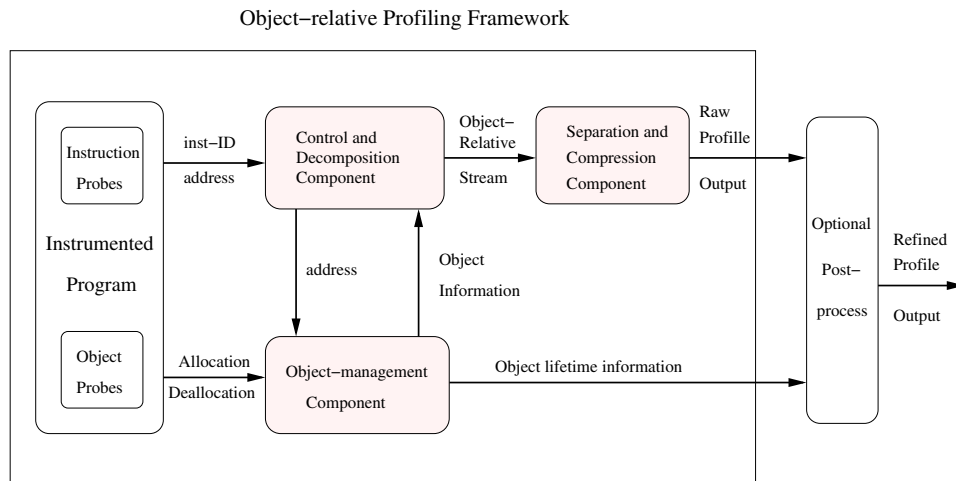 Object-relative Profiling Framework
Instruction
Probes
Instrumented
Program
Object
Probes
inst-ID
address
Allocation
Deallocation
Control and
Decomposition
Component
address
Object
Information
Object-management
Component
Object-
Relative
Stream
Separation and
Compression
Component
Raw
Profille
Output
Object lifetime information
Optional
Post-
process
Refined
Profile
Output